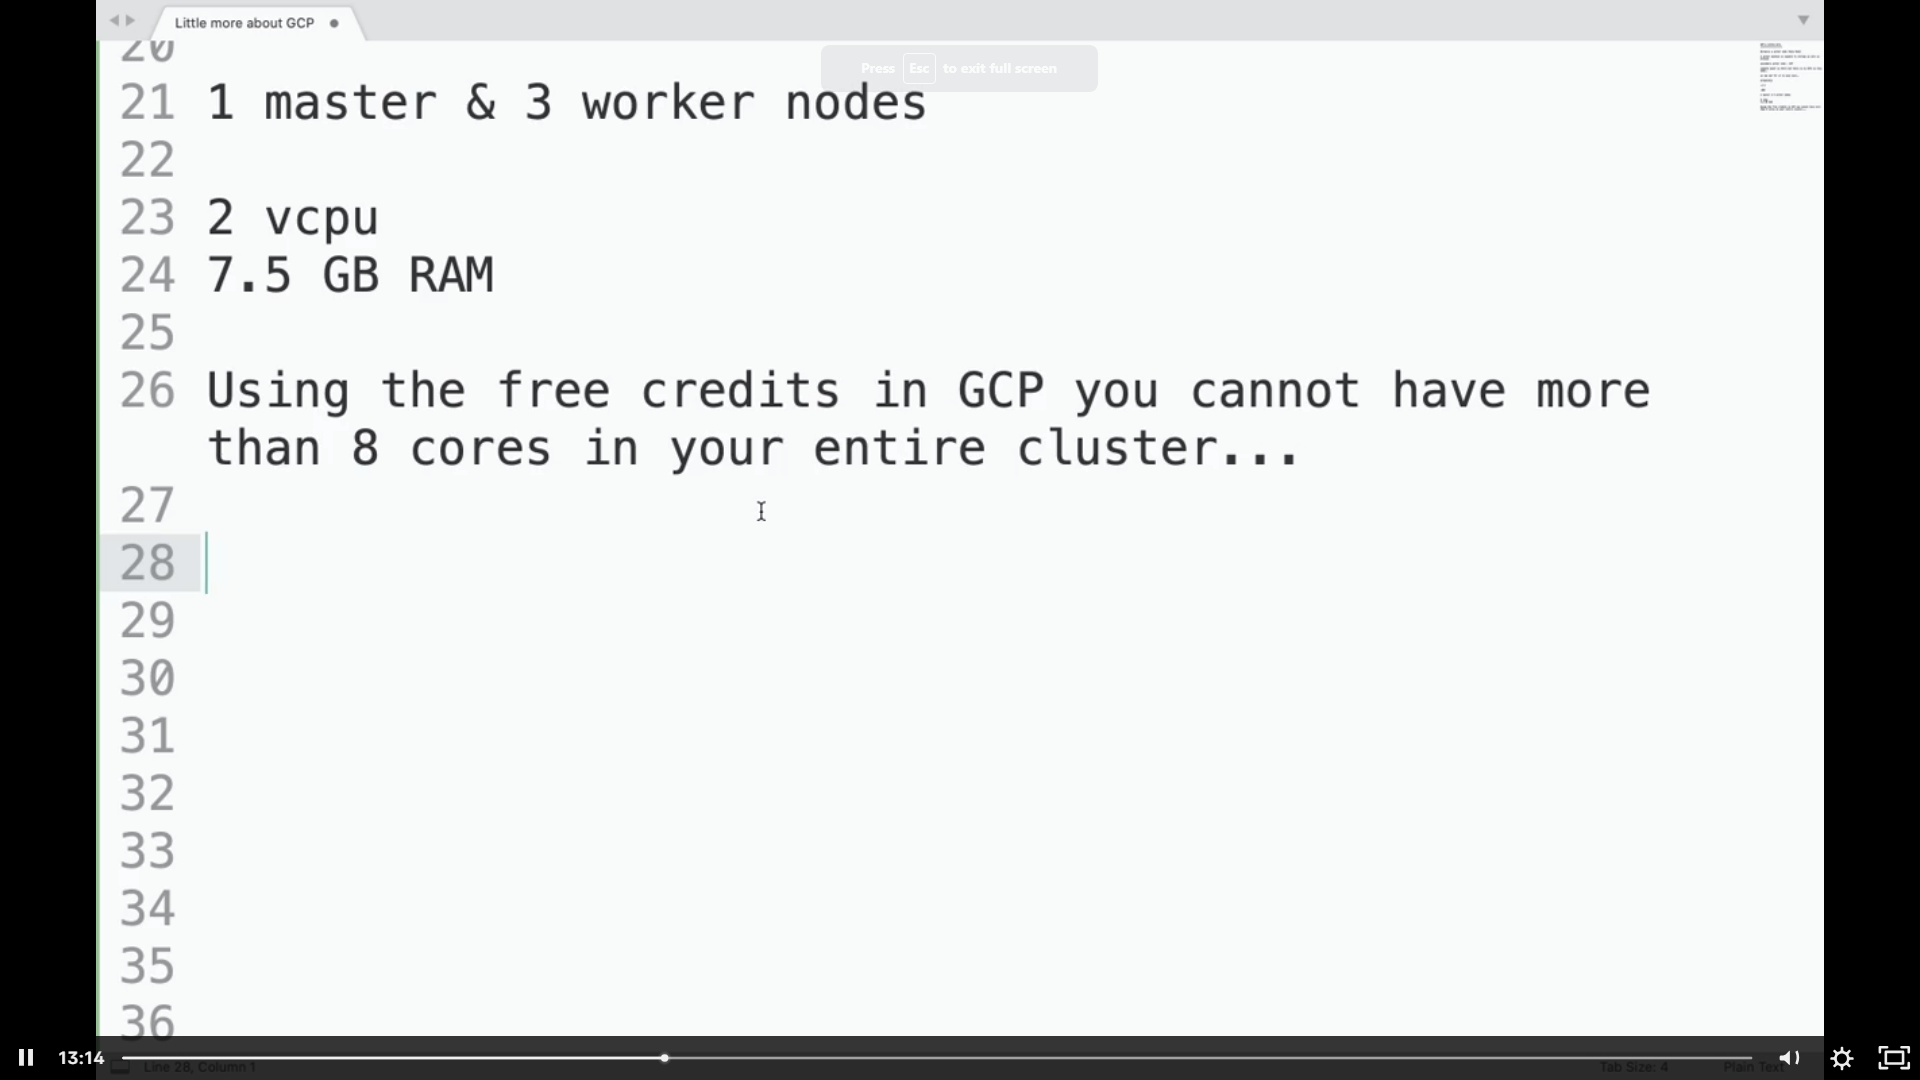 Little more about GCP
Press Esc to exit full screen
20
21 1 master & 3 worker nodes
22
23 2 vcpu
24 7.5 GB RAM
25
26 Using the free credits in GCP you cannot have more
than 8 cores in your entire cluster...
27
28
29
30
31
32
33
34
35
36
13:14
Line 28, Column 1
Tab Size: 4
Plain Text